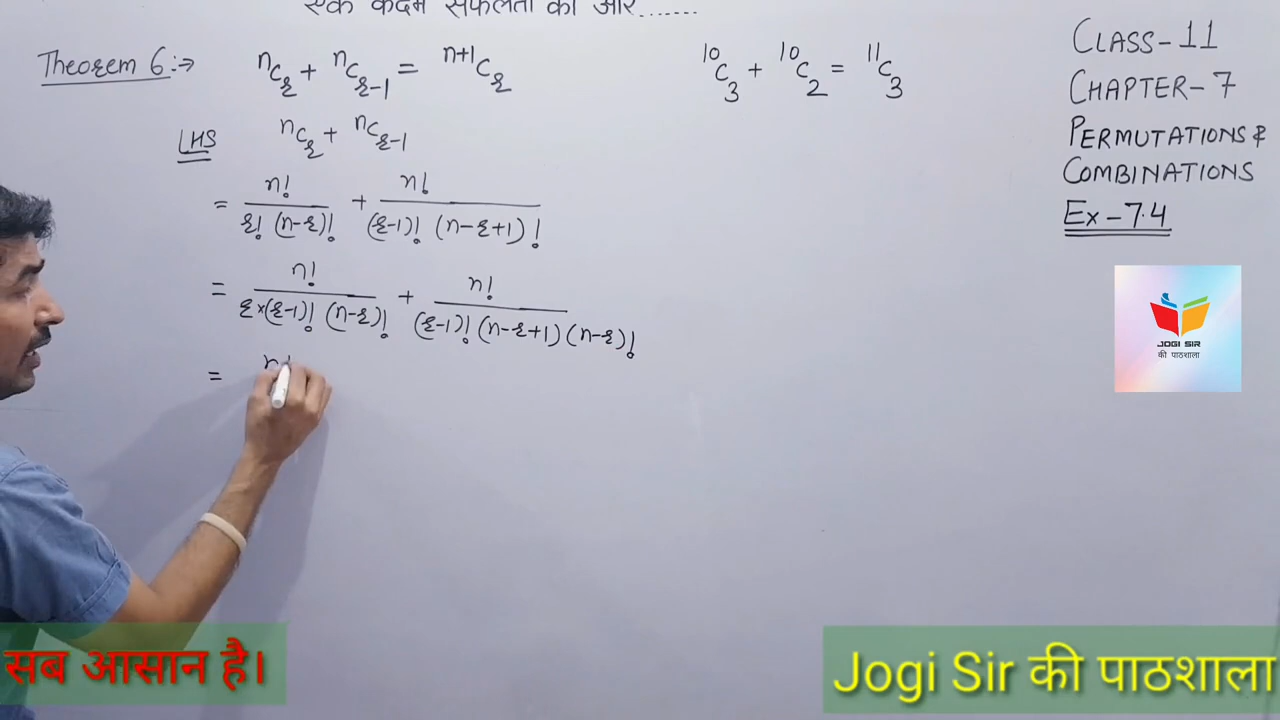 एक कदम सफलता की ओर.......
Theorem 6:→ ⁿCᵣ + ⁿCᵣ₋₁ = ⁿ⁺¹Cᵣ
¹⁰C₃ + ¹⁰C₂ = ¹¹C₃
LHS ⁿCᵣ + ⁿCᵣ₋₁
= n!/(r! (n-r)!) + n!/((r-1)! (n-r+1)!)
= n!/(r×(r-1)! (n-r)!) + n!/((r-1)! (n-r+1)(n-r)!)
= n!
CLASS-11
CHAPTER-7
PERMUTATIONS &
COMBINATIONS
Ex-7.4
JOGI SIR
की पाठशाला
सब आसान है।
Jogi Sir की पाठशाला